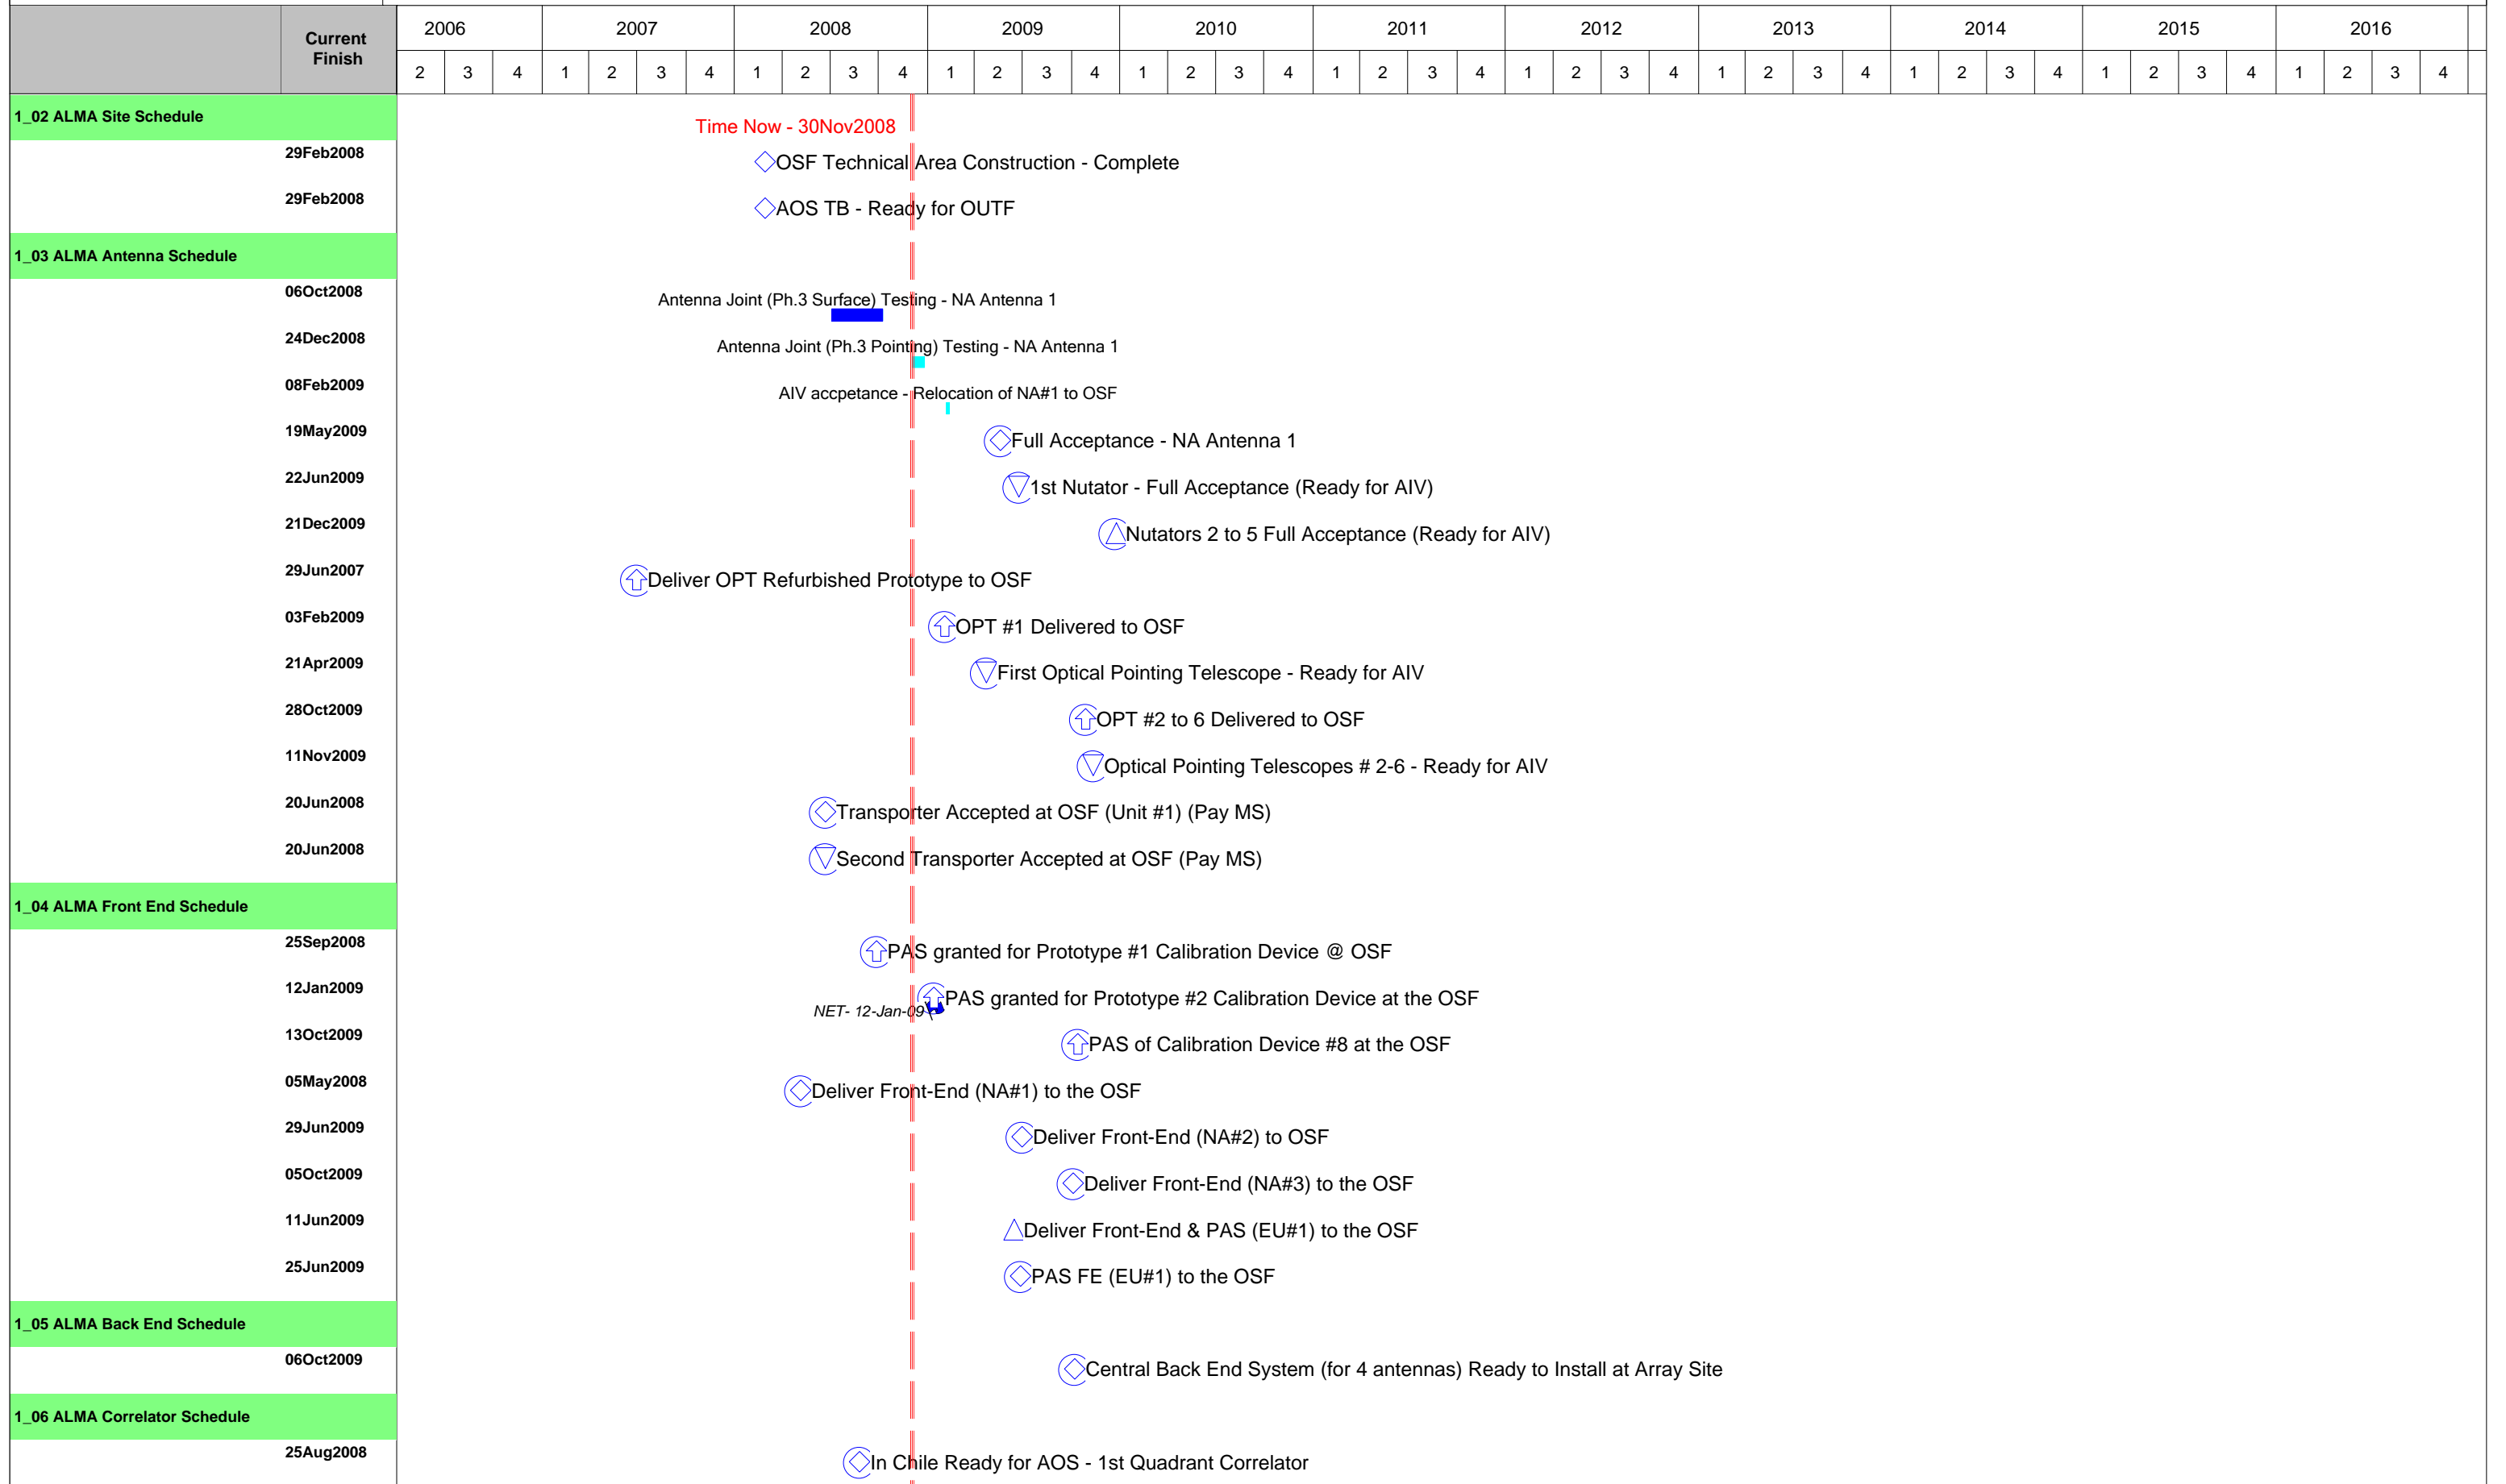 Current
Finish
2006 2007 2008 2009 2010 2011 2012 2013 2014 2015 2016
2 3 4 1 2 3 4 1 2 3 4 1 2 3 4 1 2 3 4 1 2 3 4 1 2 3 4 1 2 3 4 1 2 3 4 1 2 3 4 1 2 3 4
1_02 ALMA Site Schedule
Time Now - 30Nov2008
29Feb2008 OSF Technical Area Construction - Complete
29Feb2008 AOS TB - Ready for OUTF
1_03 ALMA Antenna Schedule
06Oct2008 Antenna Joint (Ph.3 Surface) Testing - NA Antenna 1
24Dec2008 Antenna Joint (Ph.3 Pointing) Testing - NA Antenna 1
08Feb2009 AIV accpetance - Relocation of NA#1 to OSF
19May2009 Full Acceptance - NA Antenna 1
22Jun2009 1st Nutator - Full Acceptance (Ready for AIV)
21Dec2009 Nutators 2 to 5 Full Acceptance (Ready for AIV)
29Jun2007 Deliver OPT Refurbished Prototype to OSF
03Feb2009 OPT #1 Delivered to OSF
21Apr2009 First Optical Pointing Telescope - Ready for AIV
28Oct2009 OPT #2 to 6 Delivered to OSF
11Nov2009 Optical Pointing Telescopes # 2-6 - Ready for AIV
20Jun2008 Transporter Accepted at OSF (Unit #1) (Pay MS)
20Jun2008 Second Transporter Accepted at OSF (Pay MS)
1_04 ALMA Front End Schedule
25Sep2008 PAS granted for Prototype #1 Calibration Device @ OSF
12Jan2009 PAS granted for Prototype #2 Calibration Device at the OSF
NET- 12-Jan-09
13Oct2009 PAS of Calibration Device #8 at the OSF
05May2008 Deliver Front-End (NA#1) to the OSF
29Jun2009 Deliver Front-End (NA#2) to OSF
05Oct2009 Deliver Front-End (NA#3) to the OSF
11Jun2009 Deliver Front-End & PAS (EU#1) to the OSF
25Jun2009 PAS FE (EU#1) to the OSF
1_05 ALMA Back End Schedule
06Oct2009 Central Back End System (for 4 antennas) Ready to Install at Array Site
1_06 ALMA Correlator Schedule
25Aug2008 In Chile Ready for AOS - 1st Quadrant Correlator